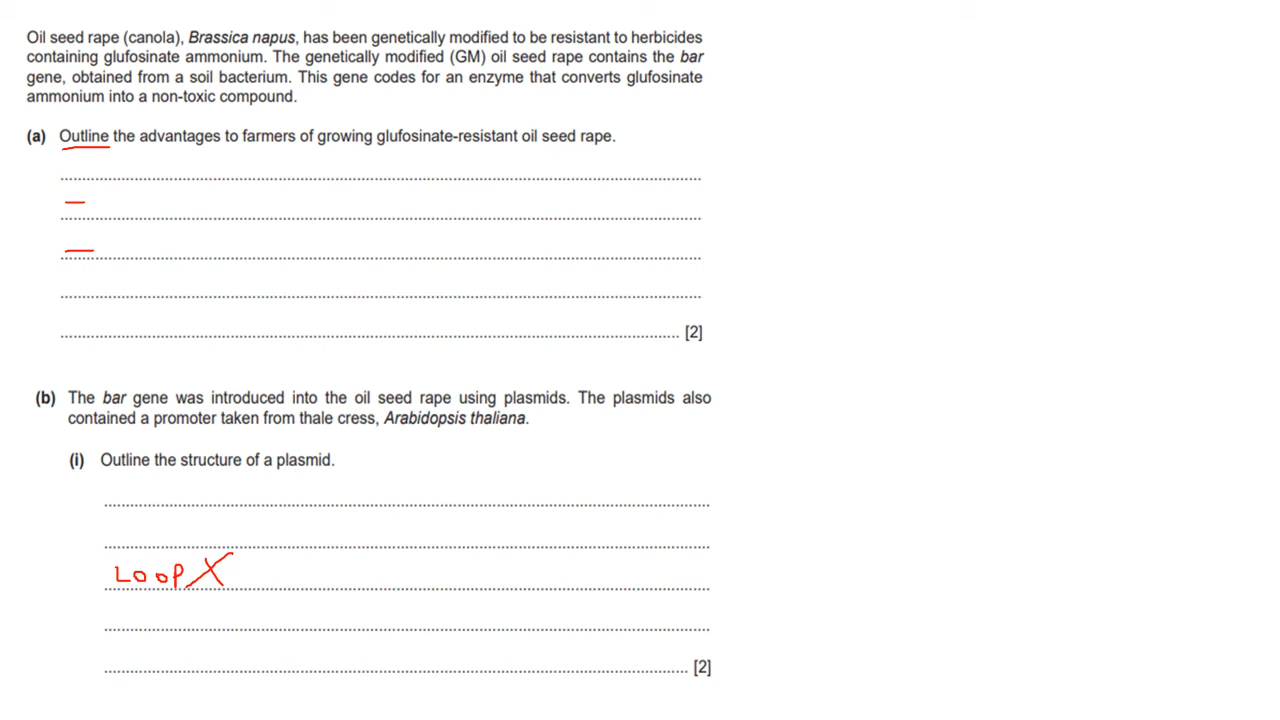 Oil seed rape (canola), Brassica napus, has been genetically modified to be resistant to herbicides
containing glufosinate ammonium. The genetically modified (GM) oil seed rape contains the bar
gene, obtained from a soil bacterium. This gene codes for an enzyme that converts glufosinate
ammonium into a non-toxic compound.
(a) Outline the advantages to farmers of growing glufosinate-resistant oil seed rape.
[2]
(b) The bar gene was introduced into the oil seed rape using plasmids. The plasmids also
contained a promoter taken from thale cress, Arabidopsis thaliana.
(i) Outline the structure of a plasmid.
LOOP X
[2]